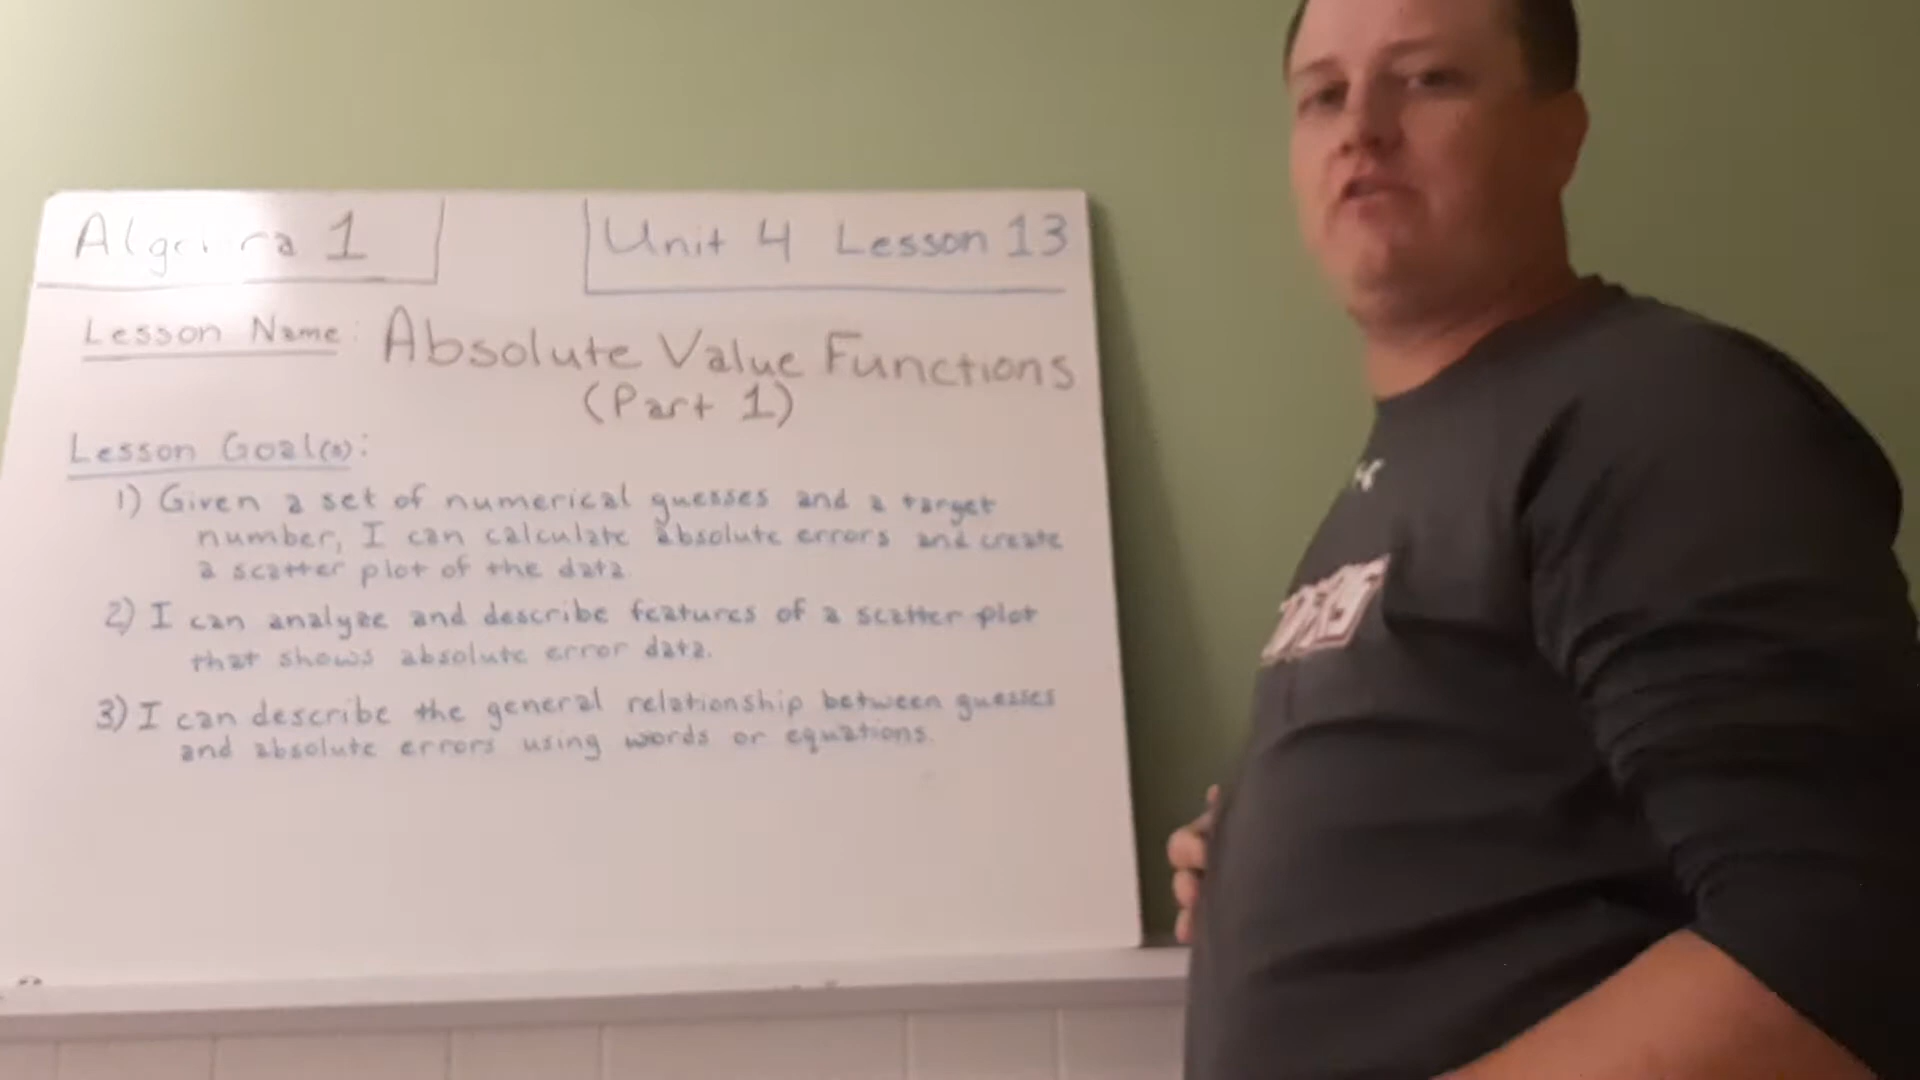 Algebra 1
Unit 4 Lesson 13
Lesson Name: Absolute Value Functions
(Part 1)
Lesson Goal(s):
1) Given a set of numerical guesses and a target
number, I can calculate absolute errors and create
a scatter plot of the data
2) I can analyze and describe features of a scatter plot
that shows absolute error data.
3) I can describe the general relationship between guesses
and absolute errors using words or equations.